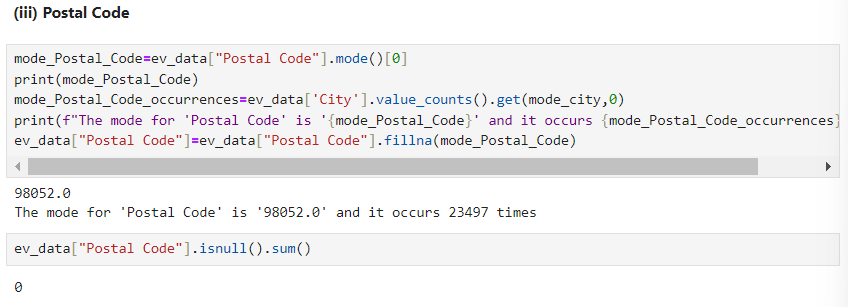 (iii) Postal Code
mode_Postal_Code=ev_data["Postal Code"].mode()[0]
print(mode_Postal_Code)
mode_Postal_Code_occurrences=ev_data['City'].value_counts().get(mode_city,0)
print(f"The mode for 'Postal Code' is '{mode_Postal_Code}' and it occurs {mode_Postal_Code_occurrences}
ev_data["Postal Code"]=ev_data["Postal Code"].fillna(mode_Postal_Code)
98052.0
The mode for 'Postal Code' is '98052.0' and it occurs 23497 times
ev_data["Postal Code"].isnull().sum()
0